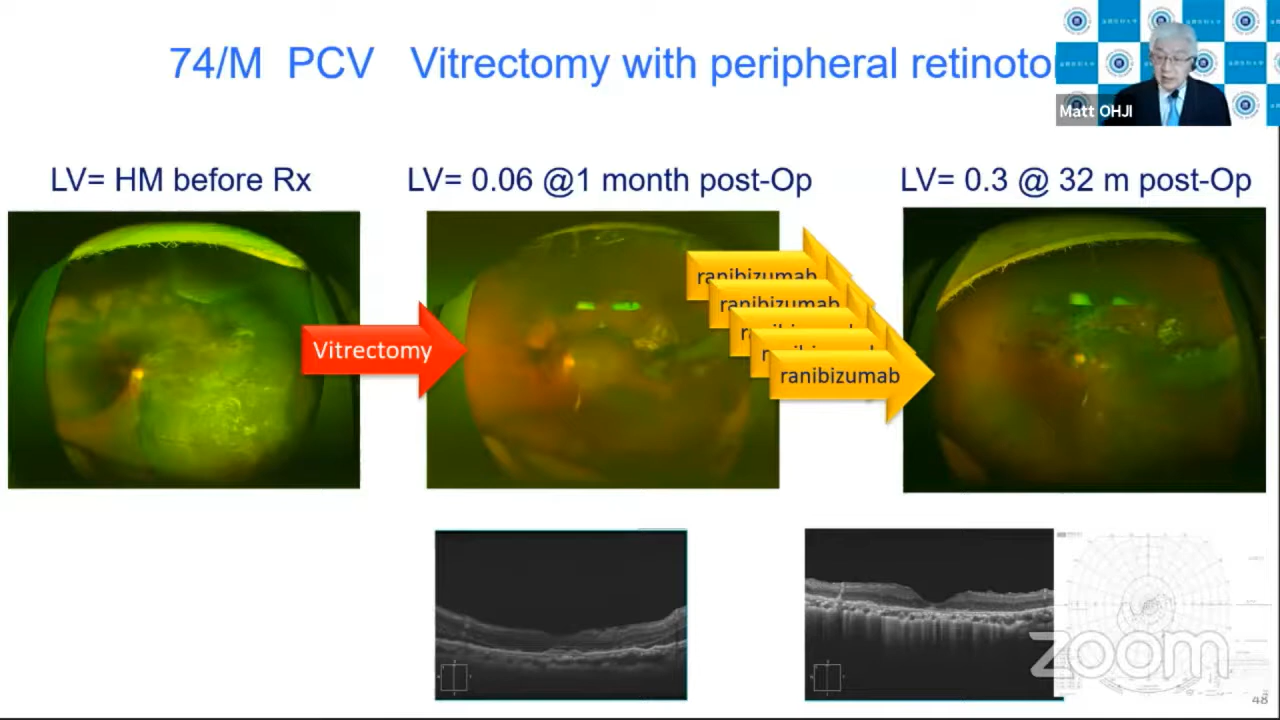 74/M PCV Vitrectomy with peripheral retinoto
Matt OHJI
LV= HM before Rx
LV= 0.06 @1 month post-Op
LV= 0.3 @ 32 m post-Op
Vitrectomy
ranibizumab
ranibizumab
ranibizumab
zoom
48